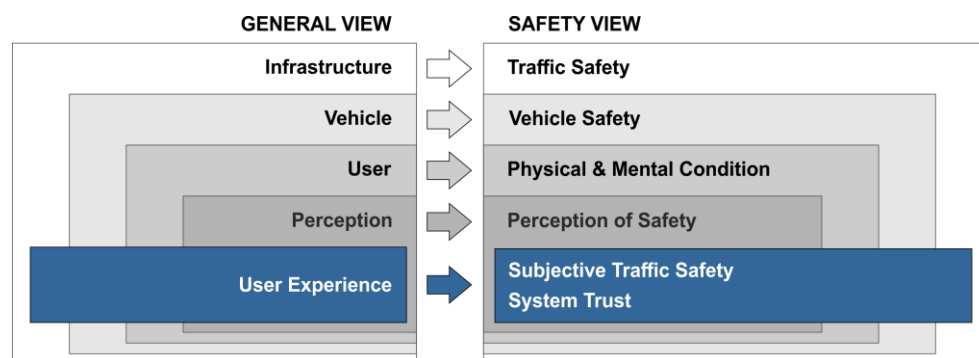 GENERAL VIEW
SAFETY VIEW
Infrastructure
Traffic Safety
Vehicle
Vehicle Safety
User
Physical & Mental Condition
Perception
Perception of Safety
User Experience
Subjective Traffic Safety
System Trust